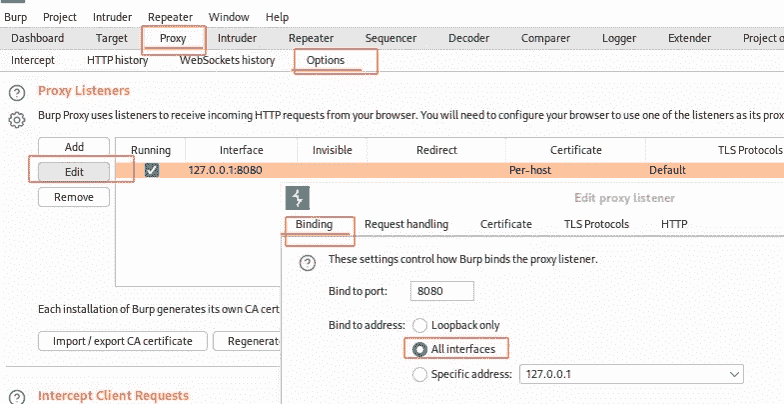 Burp Project Intruder Repeater Window Help
Dashboard Target Proxy Intruder Repeater Sequencer Decoder Comparer Logger Extender Project o
Intercept HTTP history WebSockets history Options
? Proxy Listeners
Burp Proxy uses listeners to receive incoming HTTP requests from your browser. You will need to configure your browser to use one of the listeners as its prox
Add
Running Interface Invisible Redirect Certificate TLS Protocols
Edit
127.0.0.1:8080 Per-host Default
Remove
Edit proxy listener
Binding Request handling Certificate TLS Protocols HTTP
? These settings control how Burp binds the proxy listener.
Bind to port: 8080
Each installation of Burp generates its own CA cert
Bind to address: Loopback only
Import / export CA certificate Regenerat
All interfaces
Specific address: 127.0.0.1
? Intercept Client Requests